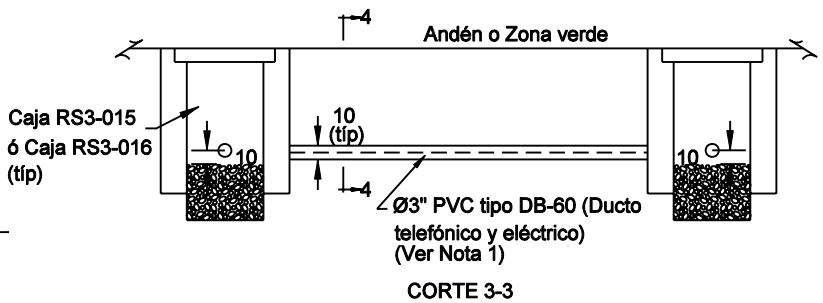 4
Andén o Zona verde
Caja RS3-015
ó Caja RS3-016
(típ)
10
(típ)
10
10
4
Ø3" PVC tipo DB-60 (Ducto
telefónico y eléctrico)
(Ver Nota 1)
CORTE 3-3